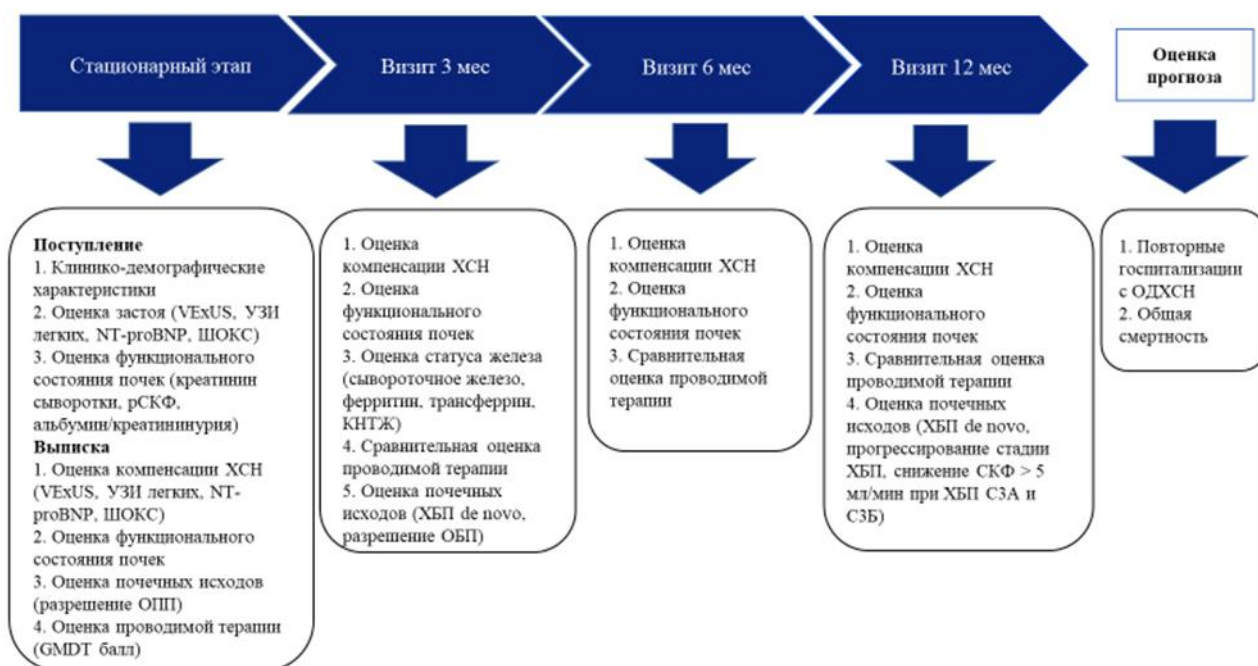 Стационарный этап
Визит 3 мес
Визит 6 мес
Визит 12 мес
Оценка
прогноза
Поступление
1. Клинико-демографические
характеристики
2. Оценка застоя (VExUS, УЗИ
легких, NT-proBNP, ШОКС)
3. Оценка функционального
состояния почек (креатинин
сыворотки, рСКФ,
альбумин/креатининурия)
Выписка
1. Оценка компенсации ХСН
(VExUS, УЗИ легких, NT-
proBNP, ШОКС)
2. Оценка функционального
состояния почек
3. Оценка почечных исходов
(разрешение ОПП)
4. Оценка проводимой терапии
(GMDT балл)
1. Оценка
компенсации ХСН
2. Оценка
функционального
состояния почек
3. Оценка статуса железа
(сывороточное железо,
ферритин, трансферрин,
КНТЖ)
4. Сравнительная оценка
проводимой терапии
5. Оценка почечных
исходов (ХБП de novo,
разрешение ОБП)
1. Оценка
компенсации ХСН
2. Оценка
функционального
состояния почек
3. Сравнительная
оценка проводимой
терапии
1. Оценка
компенсации ХСН
2. Оценка
функционального
состояния почек
3. Сравнительная оценка
проводимой терапии
4. Оценка почечных
исходов (ХБП de novo,
прогрессирование стадии
ХБП, снижение СКФ > 5
мл/мин при ХБП С3А и
С3Б)
1. Повторные
госпитализации
с ОДХСН
2. Общая
смертность